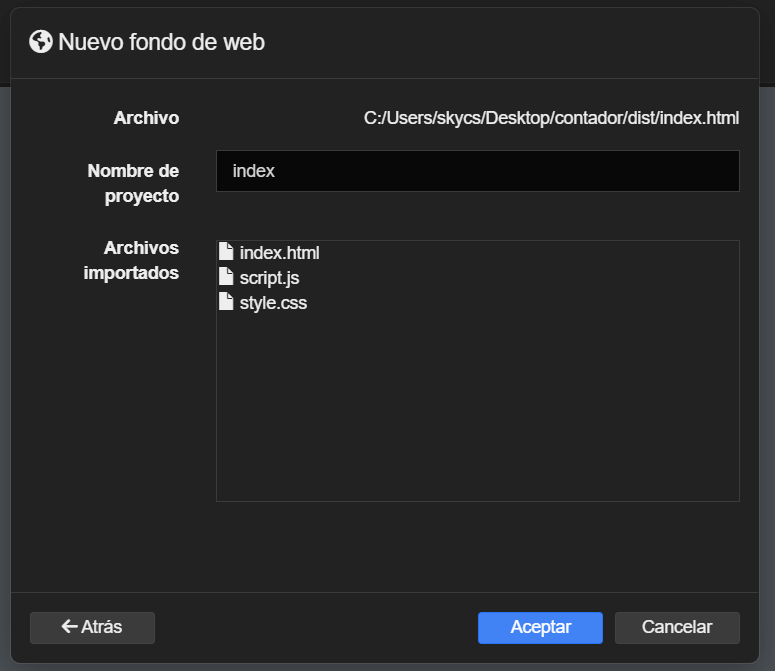 Nuevo fondo de web
Archivo
C:/Users/skycs/Desktop/contador/dist/index.html
Nombre de
proyecto
index
Archivos
importados
index.html
script.js
style.css
Atrás
Aceptar
Cancelar